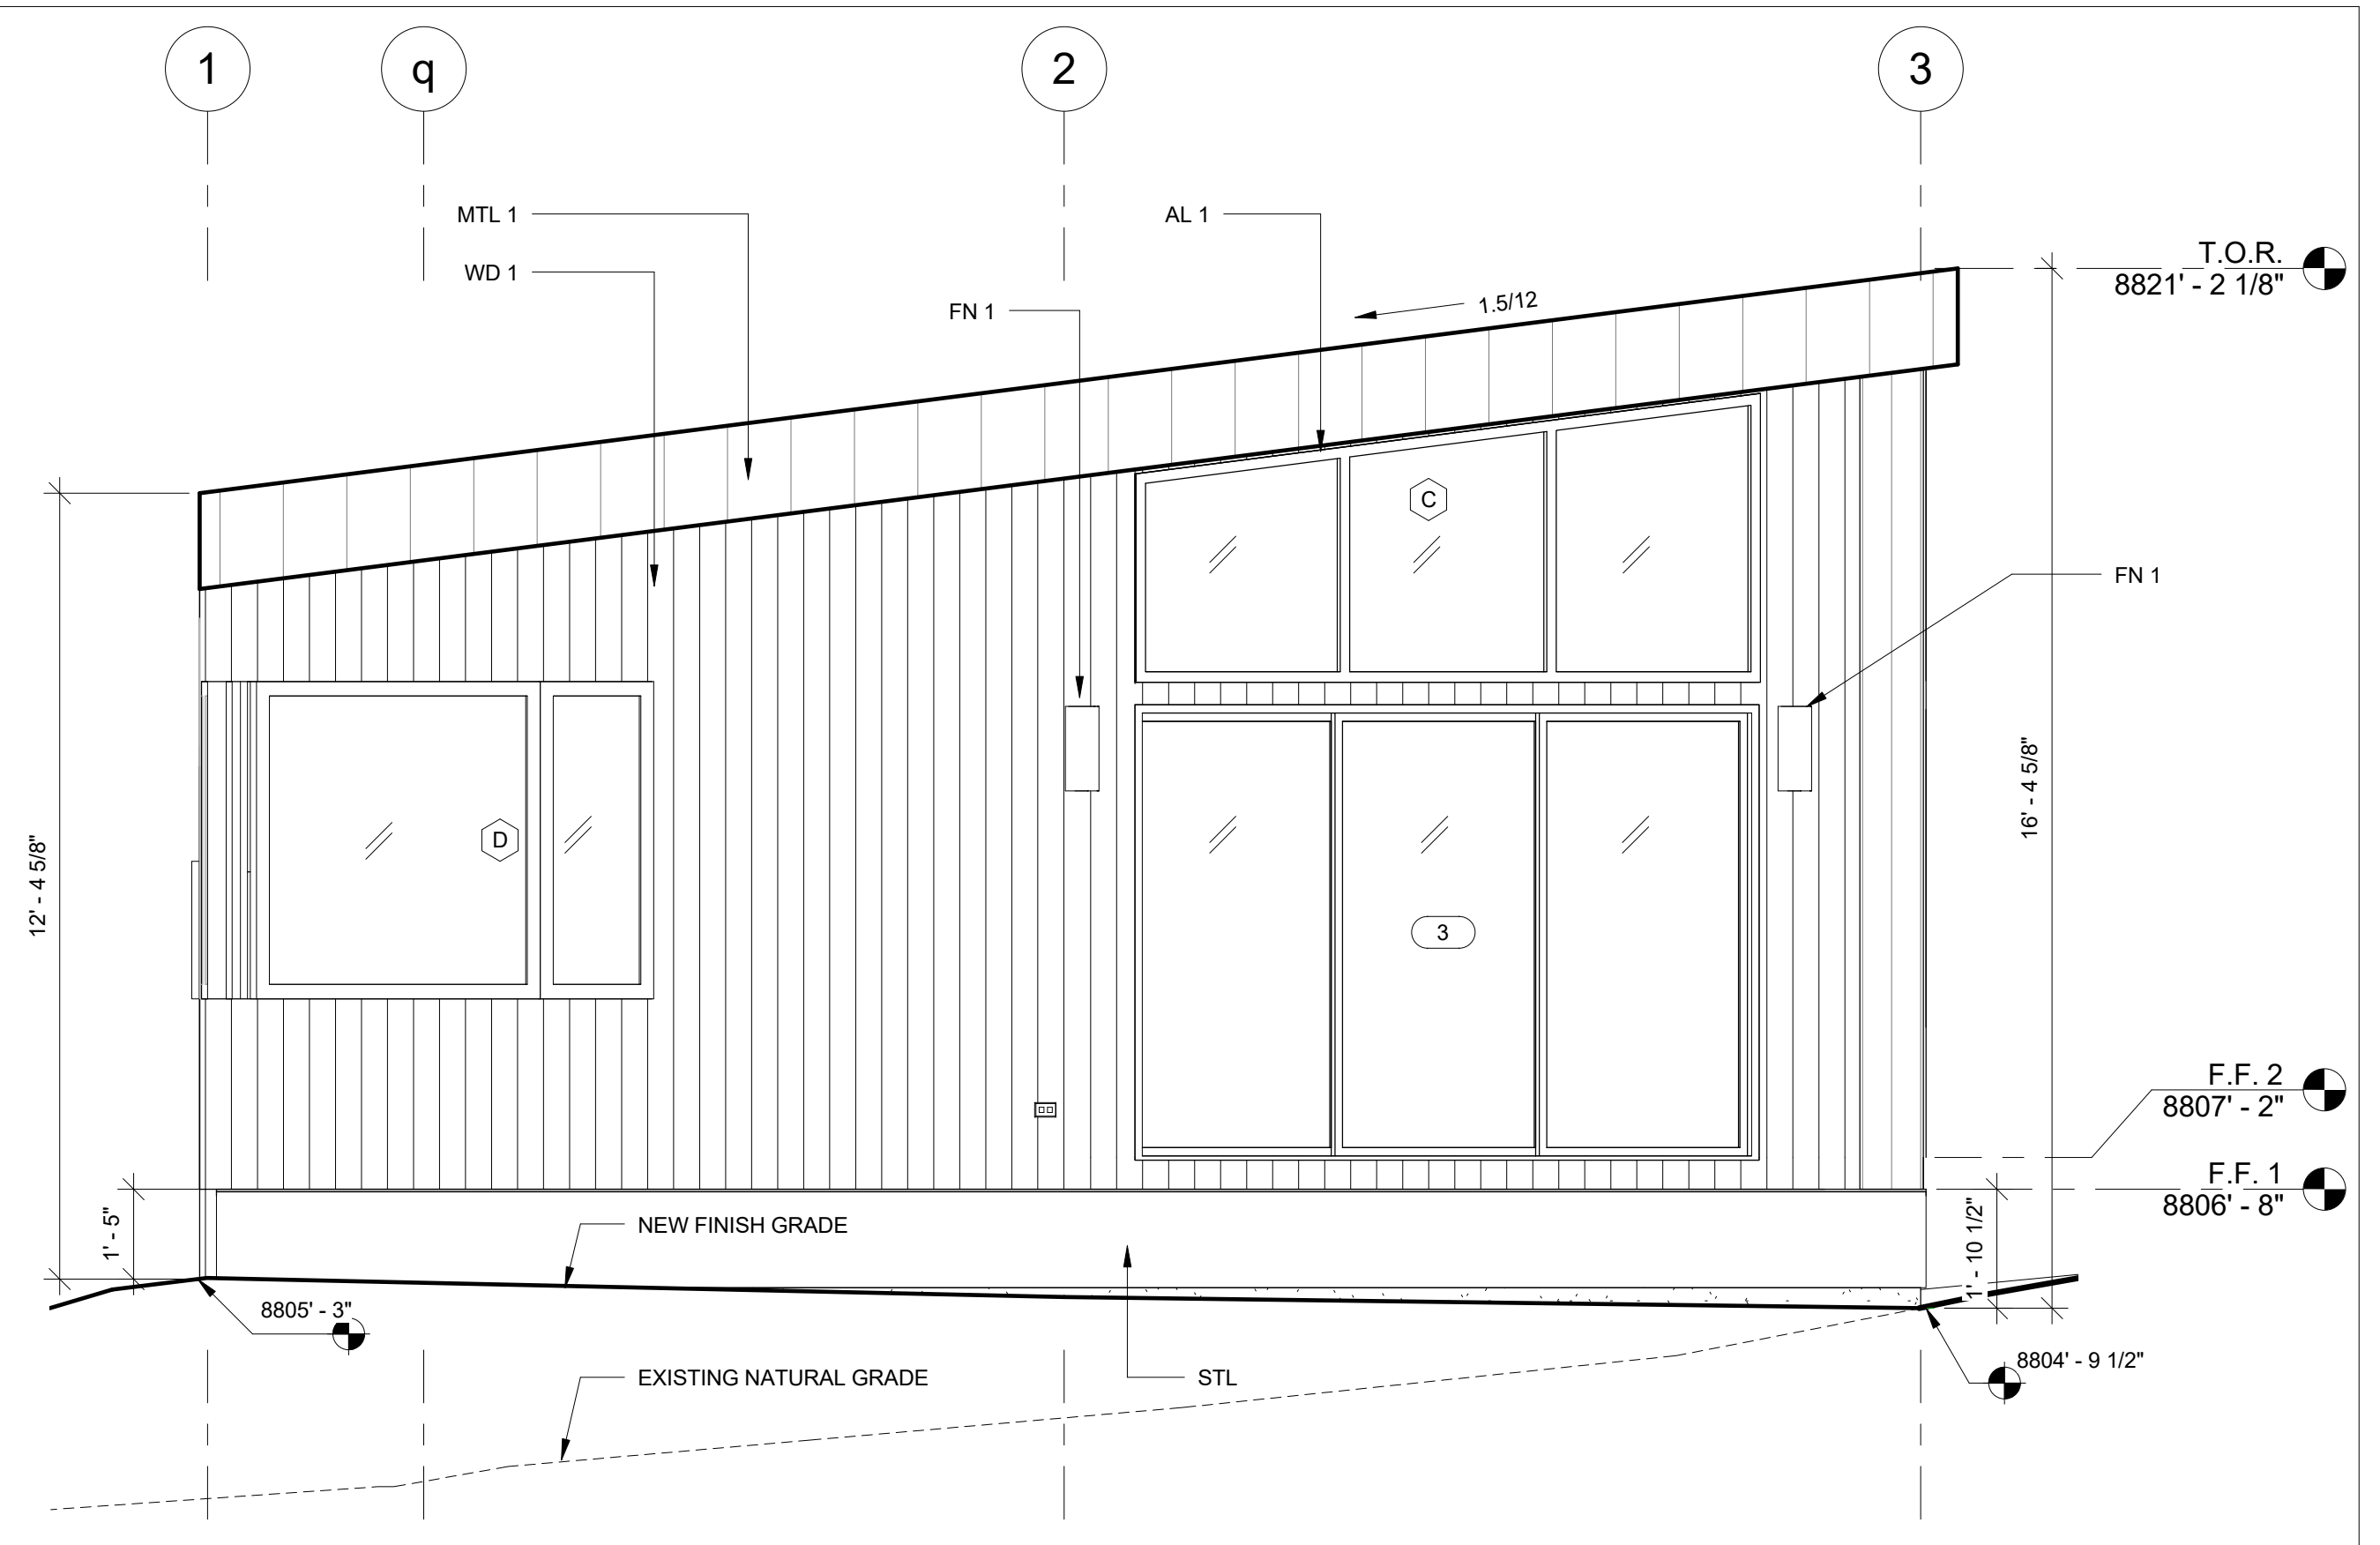 1
q
2
3
MTL 1
AL 1
WD 1
FN 1
1.5/12
T.O.R.
8821' - 2 1/8"
C
FN 1
16' - 4 5/8"
12' - 4 5/8"
D
3
F.F. 2
8807' - 2"
F.F. 1
8806' - 8"
1' - 5"
NEW FINISH GRADE
1' - 10 1/2"
8805' - 3"
8804' - 9 1/2"
EXISTING NATURAL GRADE
STL